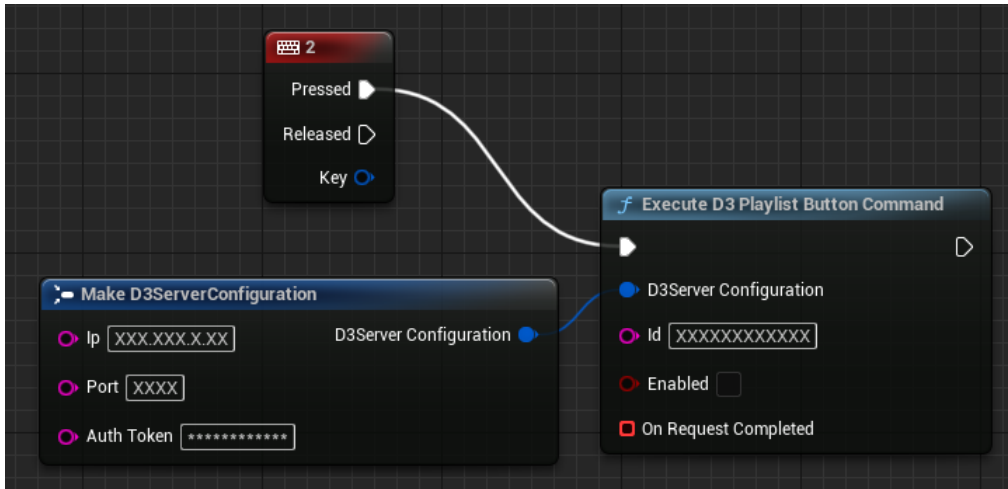 2
Pressed
Released
Key
Execute D3 Playlist Button Command
D3Server Configuration
Id XXXXXXXXXXXX
Enabled
On Request Completed
Make D3ServerConfiguration
Ip XXX.XXX.X.XX
D3Server Configuration
Port XXXX
Auth Token ************